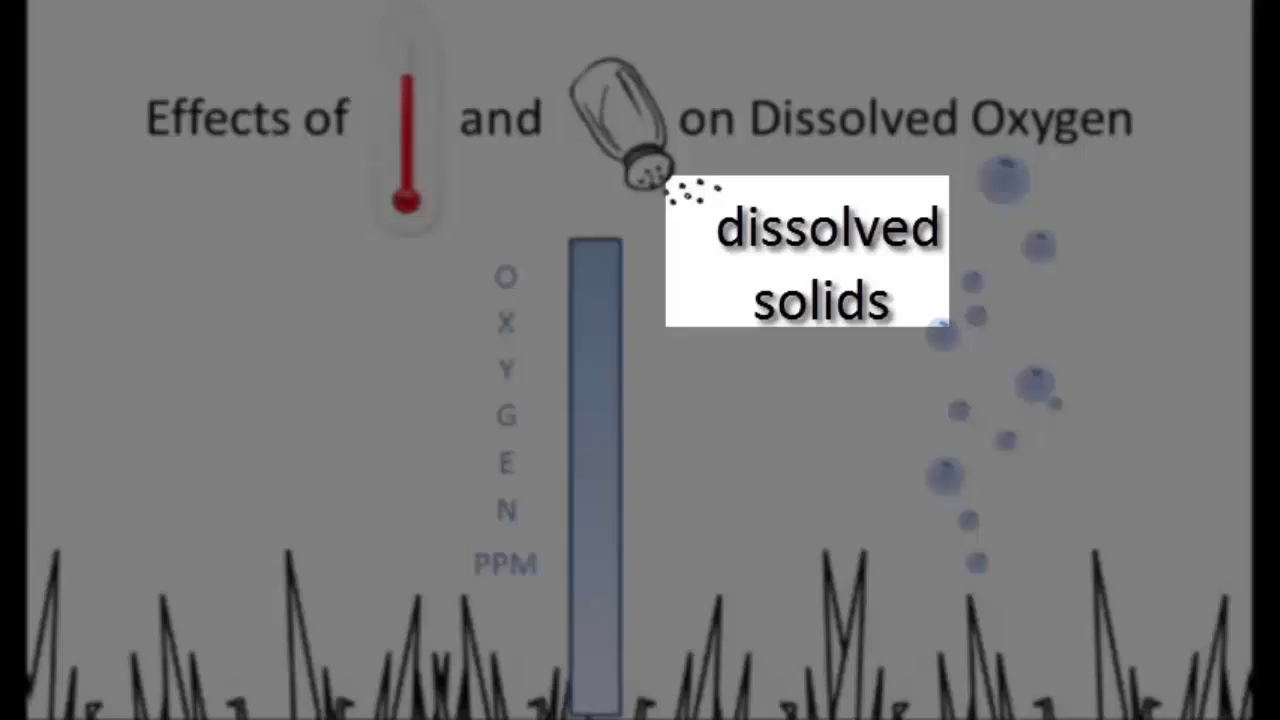 Effects of and on Dissolved Oxygen
dissolved
solids
O
X
Y
G
E
N
PPM